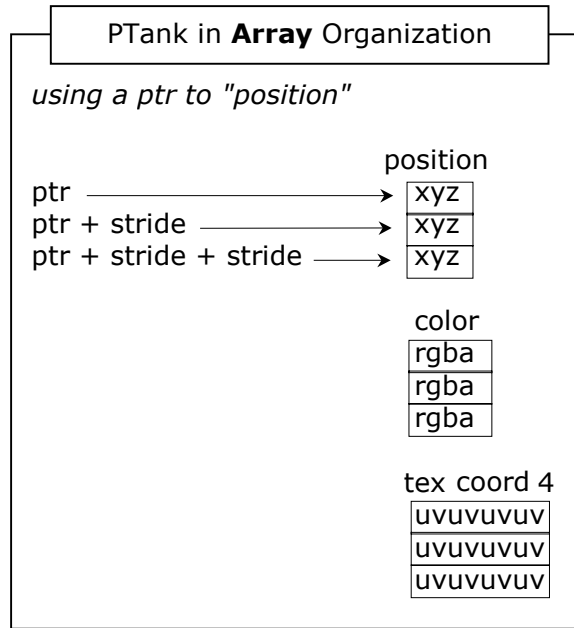 PTank in Array Organization
using a ptr to "position"
position
ptr xyz
ptr + stride xyz
ptr + stride + stride xyz
color
rgba
rgba
rgba
tex coord 4
uvuvuvuv
uvuvuvuv
uvuvuvuv